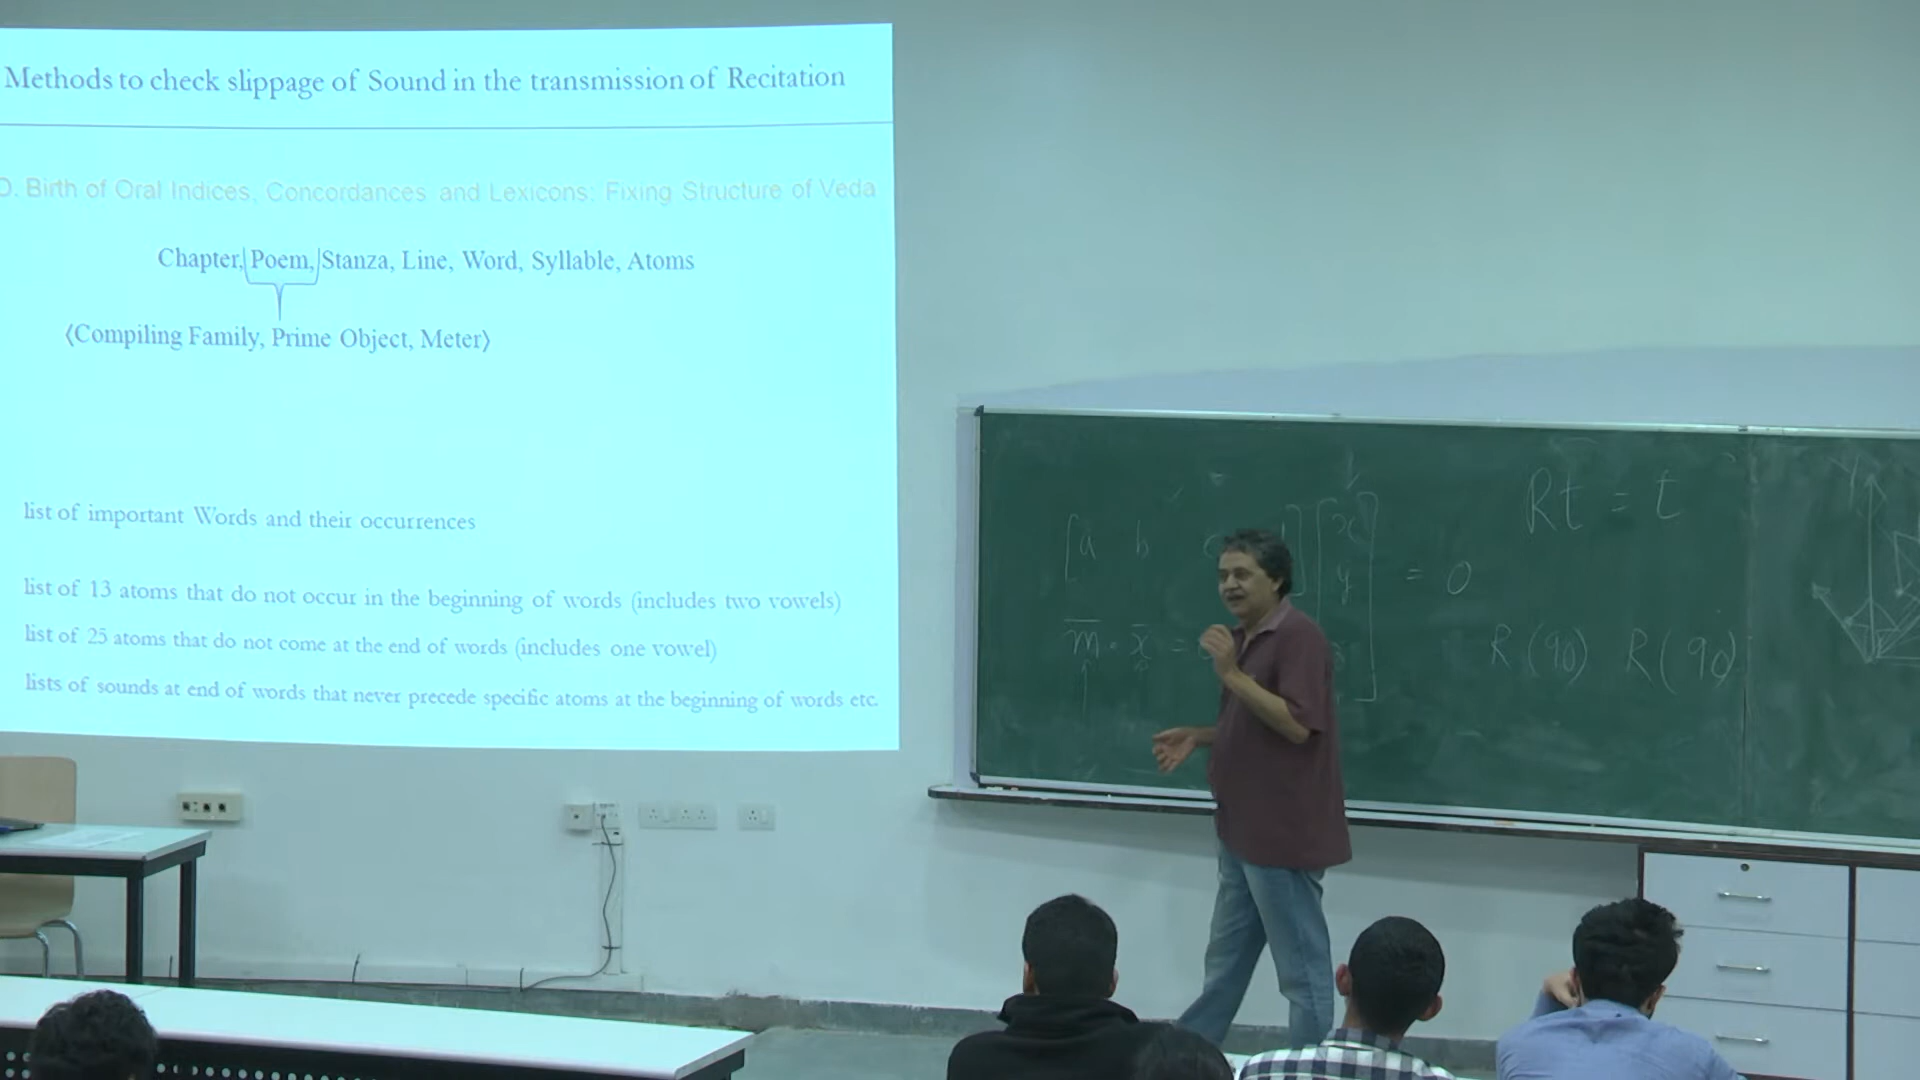 Methods to check slippage of Sound in the transmission of Recitation
D. Birth of Oral Indices, Concordances and Lexicons: Fixing Structure of Veda
Chapter, Poem, Stanza, Line, Word, Syllable, Atoms
⟨Compiling Family, Prime Object, Meter⟩
list of important Words and their occurrences
list of 13 atoms that do not occur in the beginning of words (includes two vowels)
list of 25 atoms that do not come at the end of words (includes one vowel)
lists of sounds at end of words that never precede specific atoms at the beginning of words etc.
[a b c ] [x
y
= 0
m · x =
Rt = t
R(90) R(90)
Y